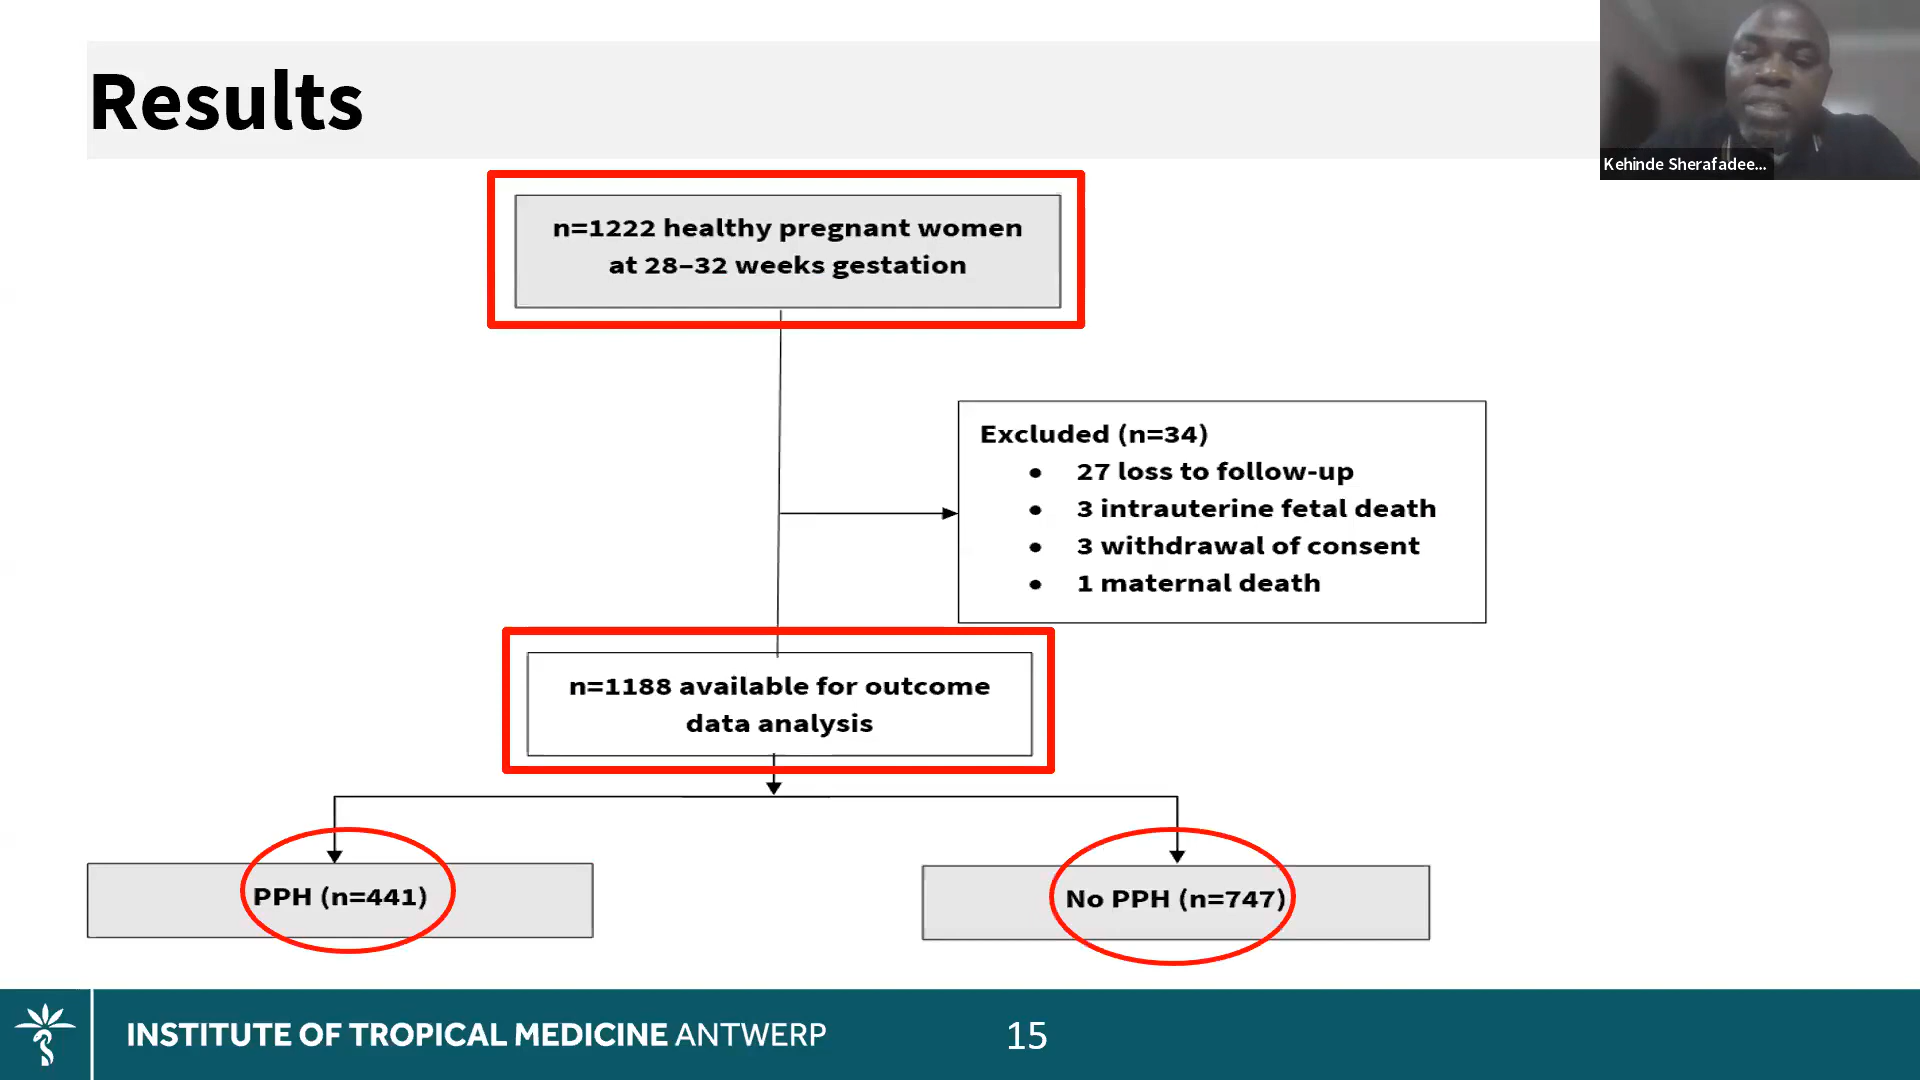 Results
Kehinde Sherafadee...
n=1222 healthy pregnant women
at 28–32 weeks gestation
Excluded (n=34)
• 27 loss to follow-up
• 3 intrauterine fetal death
• 3 withdrawal of consent
• 1 maternal death
n=1188 available for outcome
data analysis
PPH (n=441)
No PPH (n=747)
INSTITUTE OF TROPICAL MEDICINE ANTWERP
15